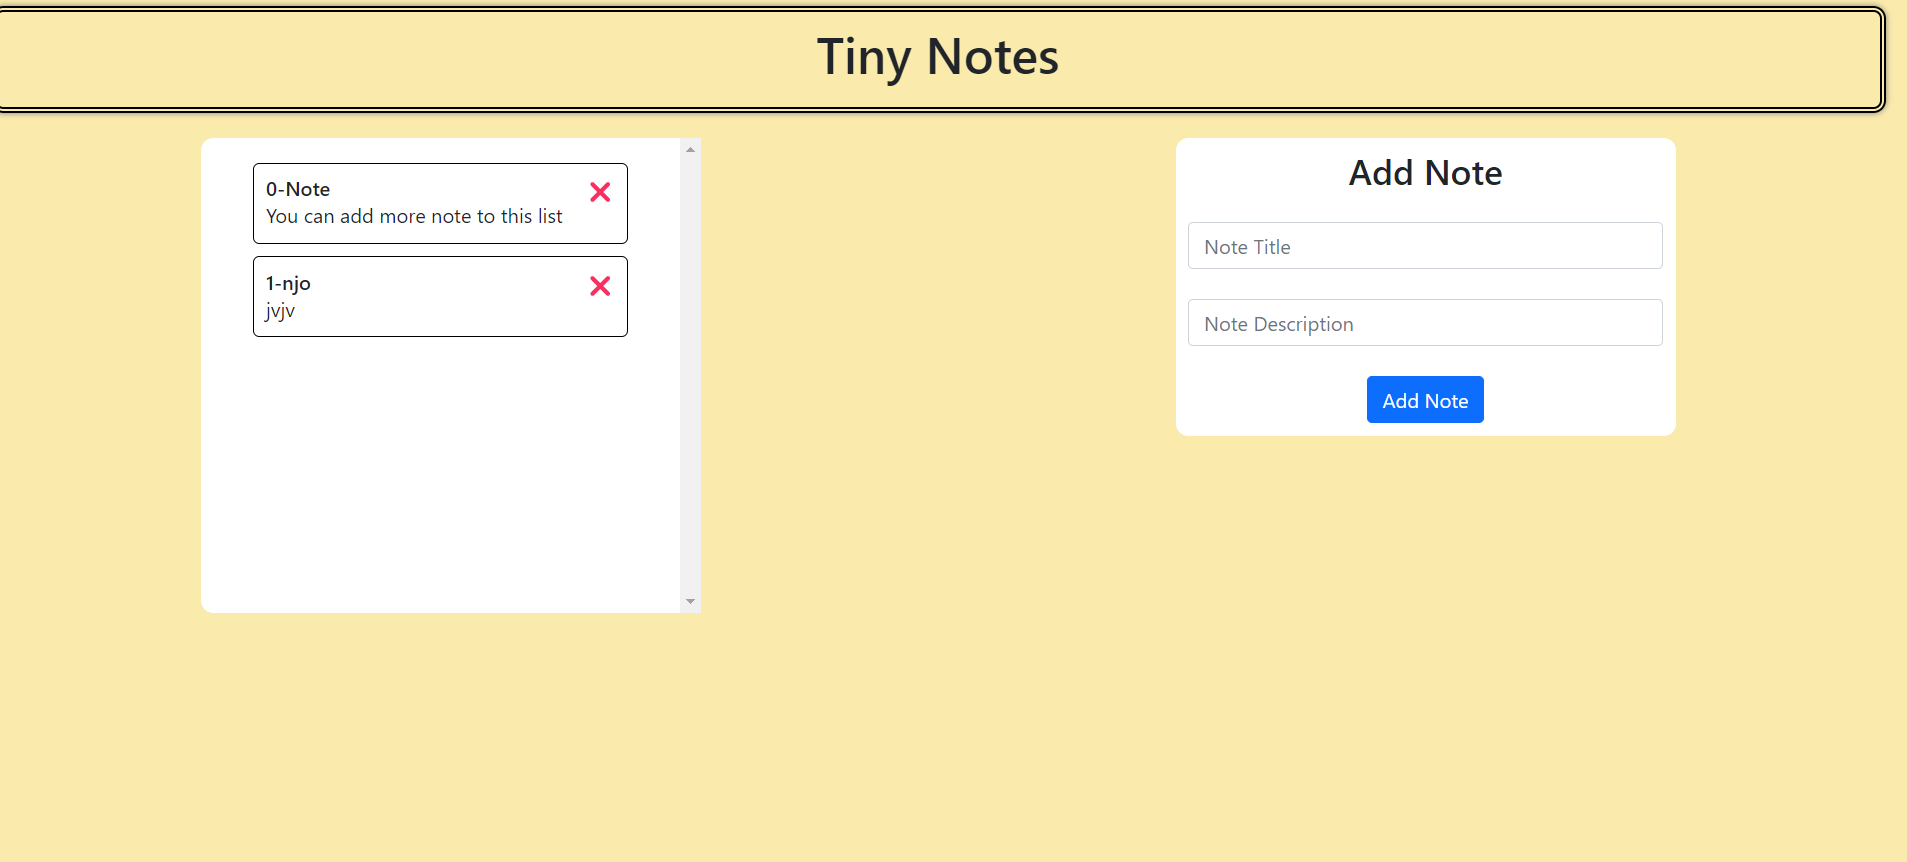 Tiny Notes
0-Note
You can add more note to this list
1-njo
jvjv
Add Note
Note Title
Note Description
Add Note